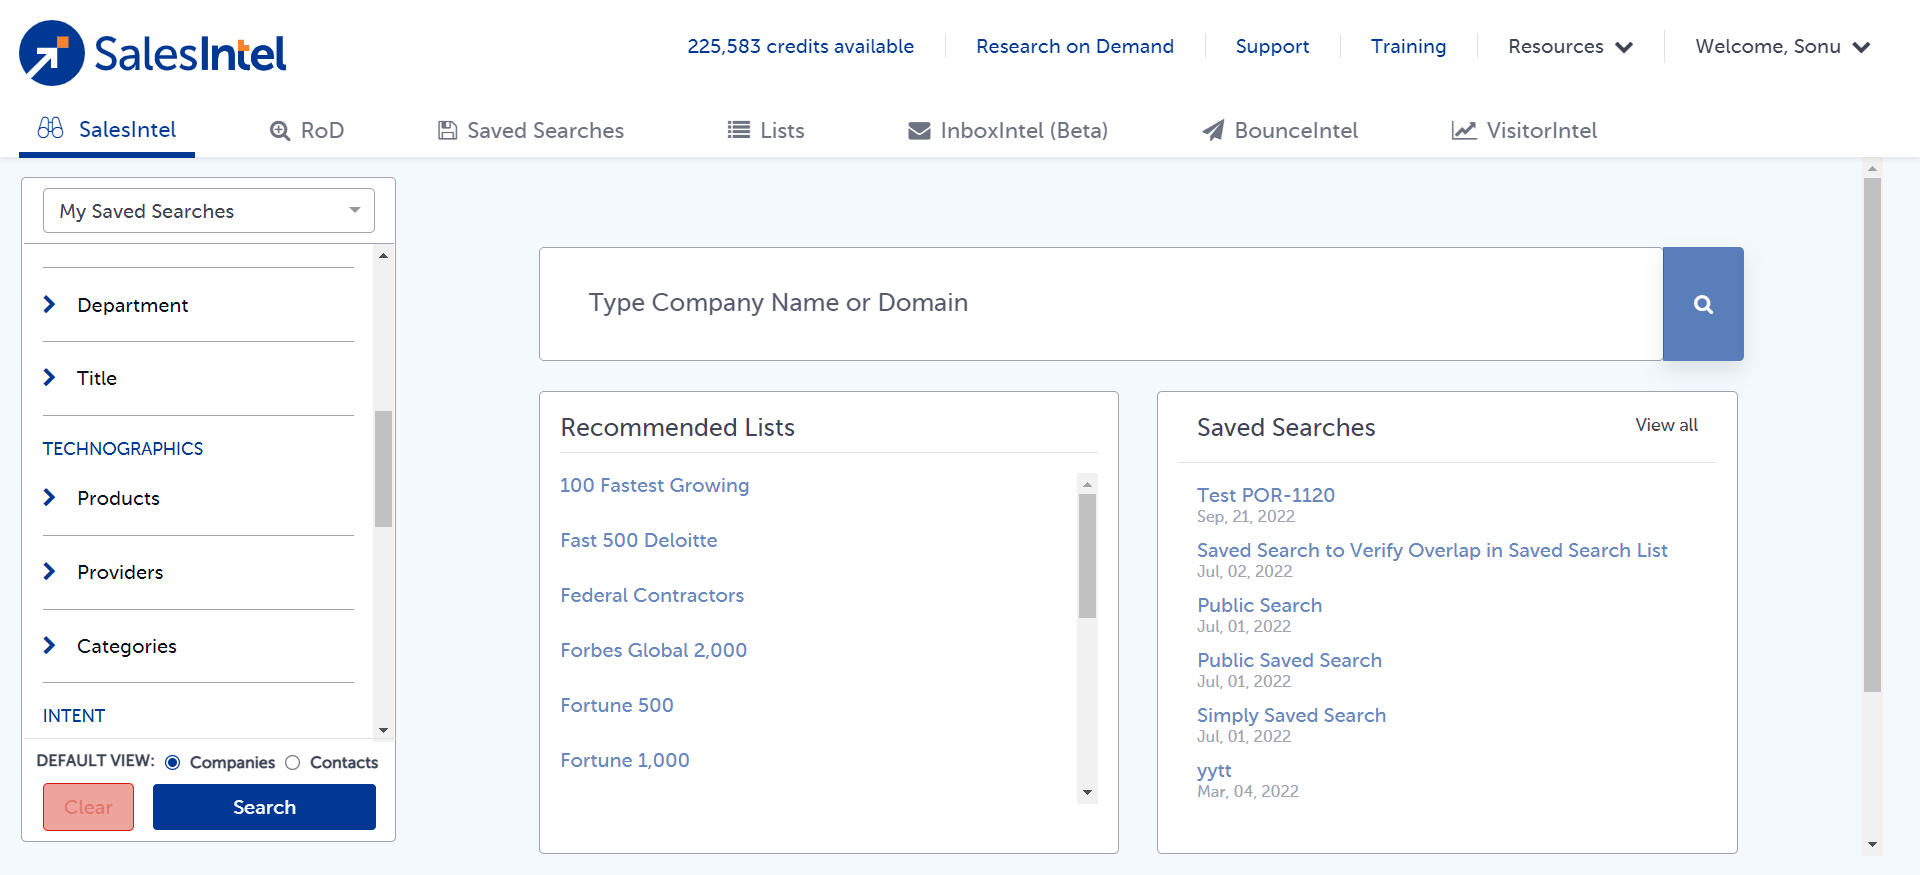 SalesIntel
225,583 credits available
Research on Demand
Support
Training
Resources
Welcome, Sonu
SalesIntel
RoD
Saved Searches
Lists
InboxIntel (Beta)
BounceIntel
VisitorIntel
My Saved Searches
Department
Title
TECHNOGRAPHICS
Products
Providers
Categories
INTENT
DEFAULT VIEW: Companies Contacts
Clear
Search
Type Company Name or Domain
Recommended Lists
100 Fastest Growing
Fast 500 Deloitte
Federal Contractors
Forbes Global 2,000
Fortune 500
Fortune 1,000
Saved Searches
View all
Test POR-1120
Sep, 21, 2022
Saved Search to Verify Overlap in Saved Search List
Jul, 02, 2022
Public Search
Jul, 01, 2022
Public Saved Search
Jul, 01, 2022
Simply Saved Search
Jul, 01, 2022
yytt
Mar, 04, 2022